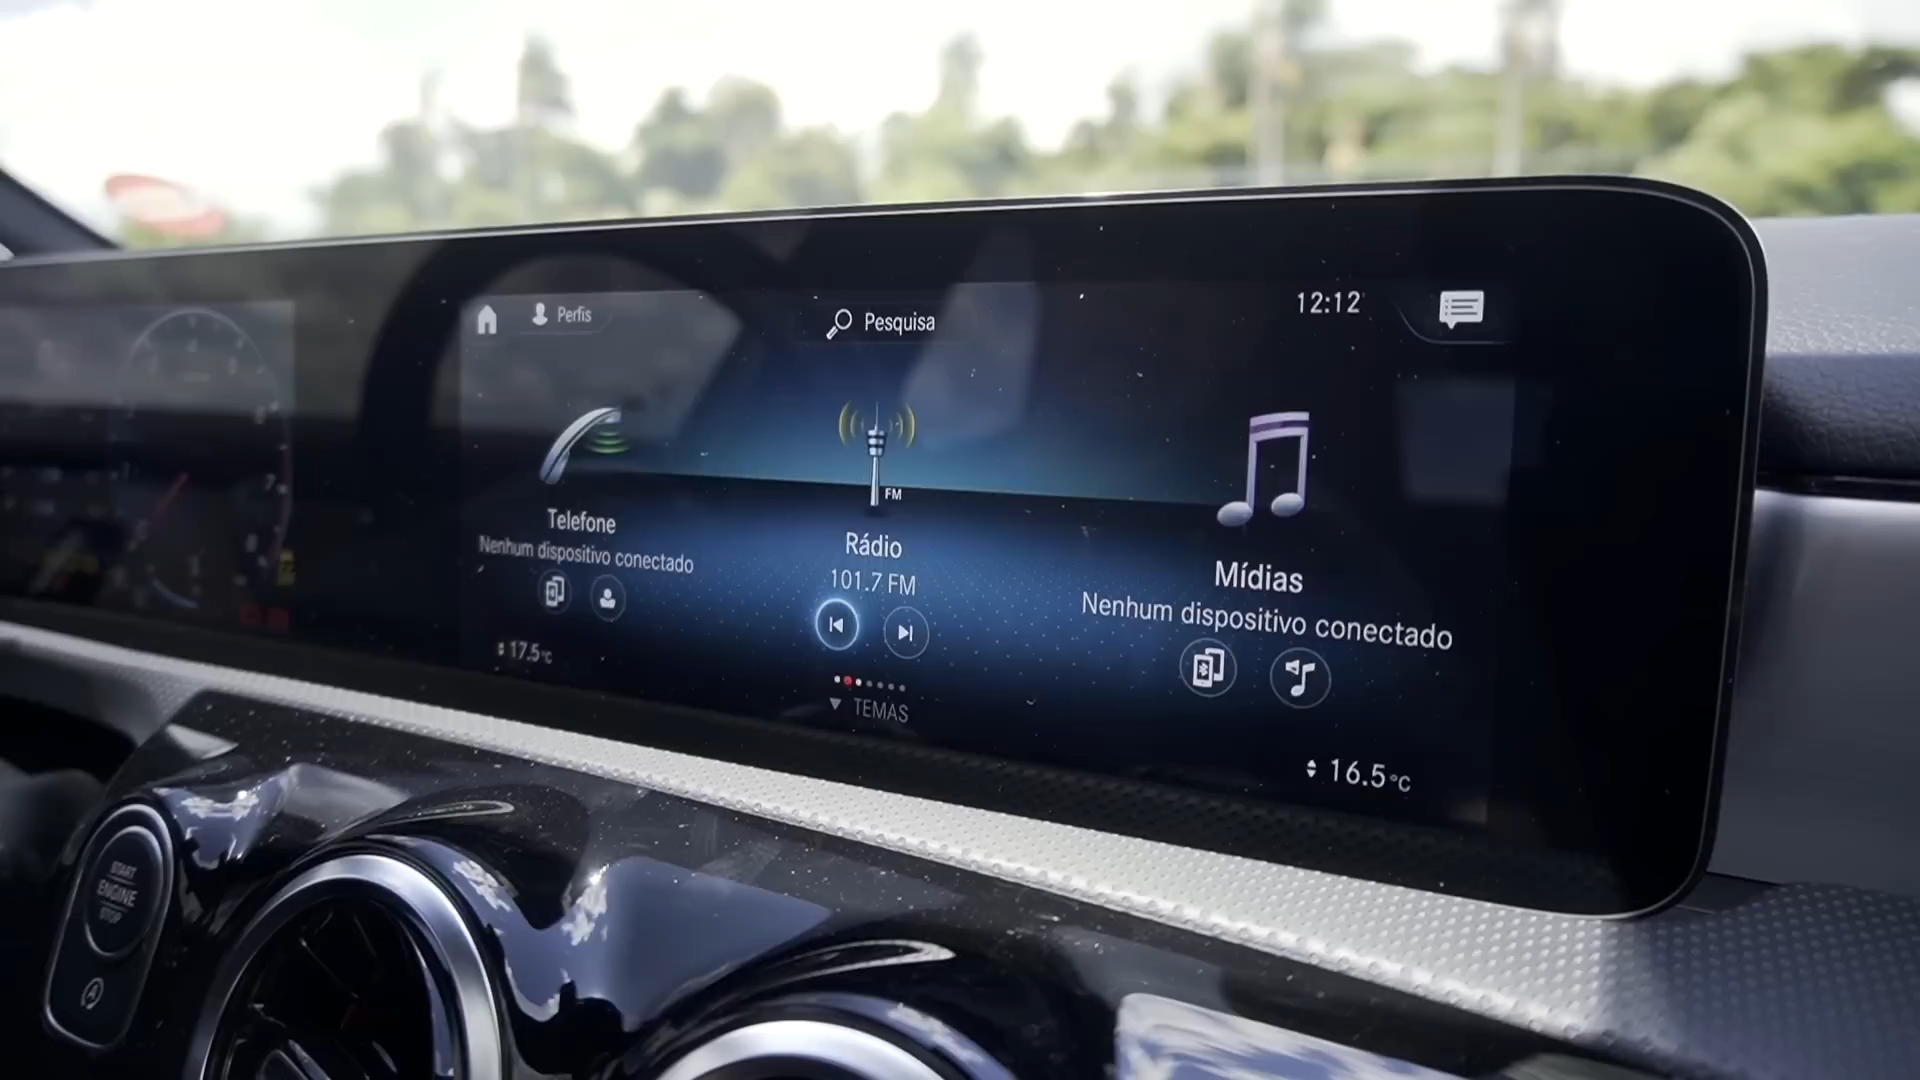 Perfis
Pesquisa
12:12
FM
Telefone
Nenhum dispositivo conectado
Rádio
101.7 FM
Mídias
Nenhum dispositivo conectado
17.5°C
TEMAS
16.5°C
START
ENGINE
STOP
A
7